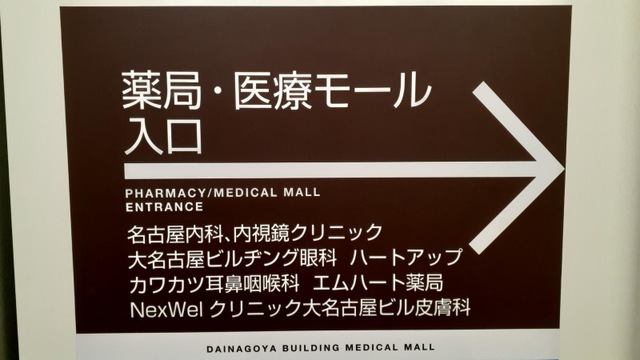 薬局・医療モール
入口
PHARMACY/MEDICAL MALL
ENTRANCE
名古屋内科、内視鏡クリニック
大名古屋ビルヂング眼科 ハートアップ
カワカツ耳鼻咽喉科 エムハート薬局
NexWel クリニック大名古屋ビル皮膚科
DAINAGOYA BUILDING MEDICAL MALL